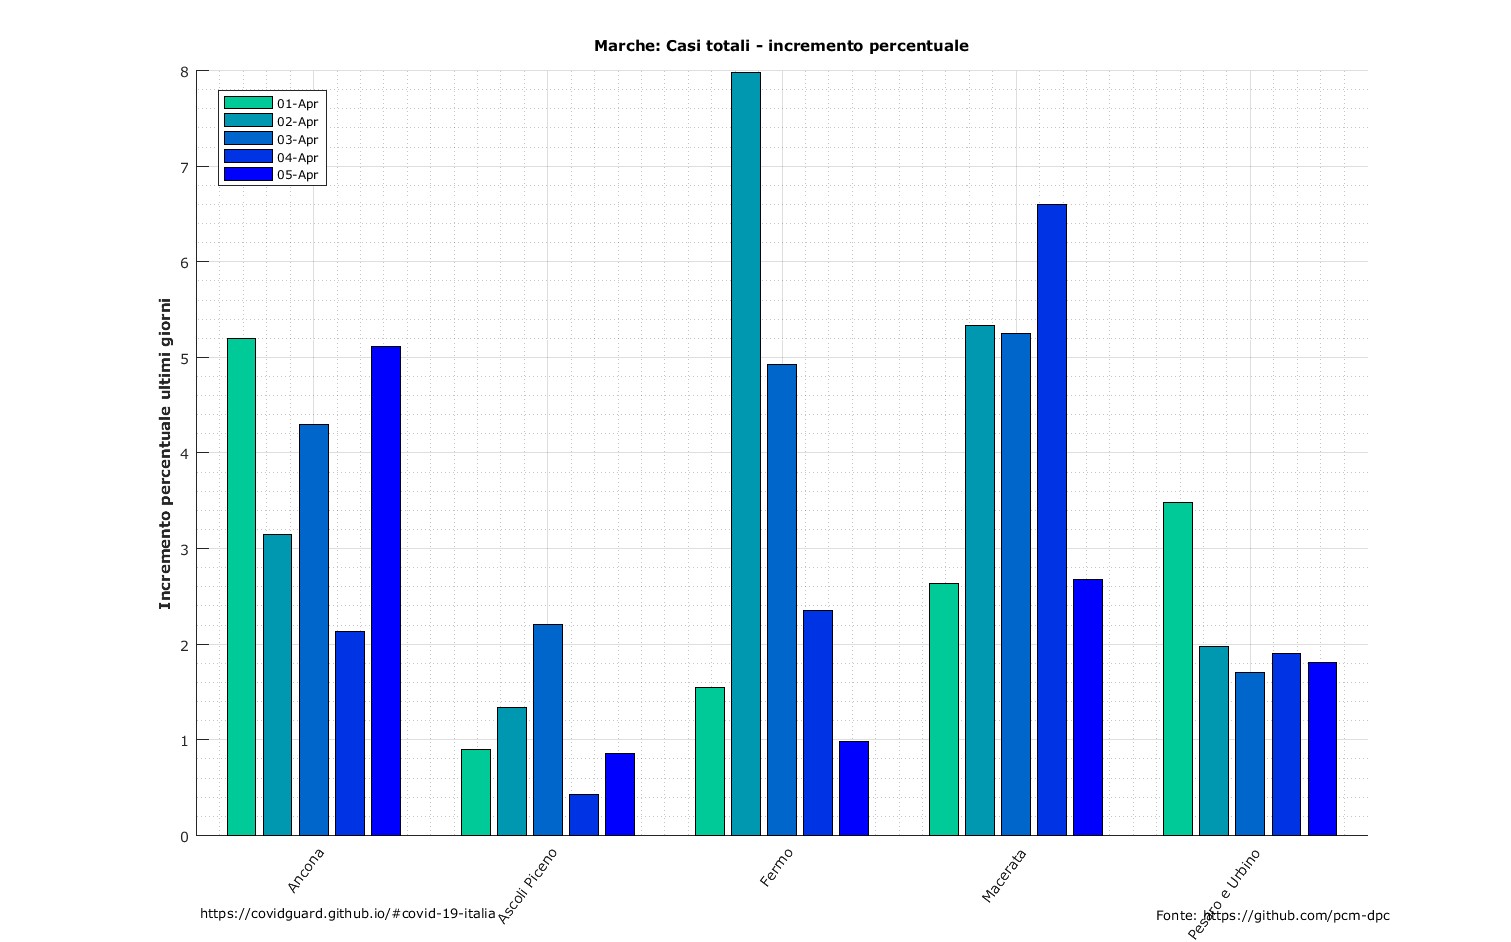 Marche: Casi totali - incremento percentuale
Incremento percentuale ultimi giorni
8
7
6
5
4
3
2
1
0
01-Apr
02-Apr
03-Apr
04-Apr
05-Apr
Ancona
Ascoli Piceno
Fermo
Macerata
Pesaro e Urbino
https://covidguard.github.io/#covid-19-italia
Fonte: https://github.com/pcm-dpc